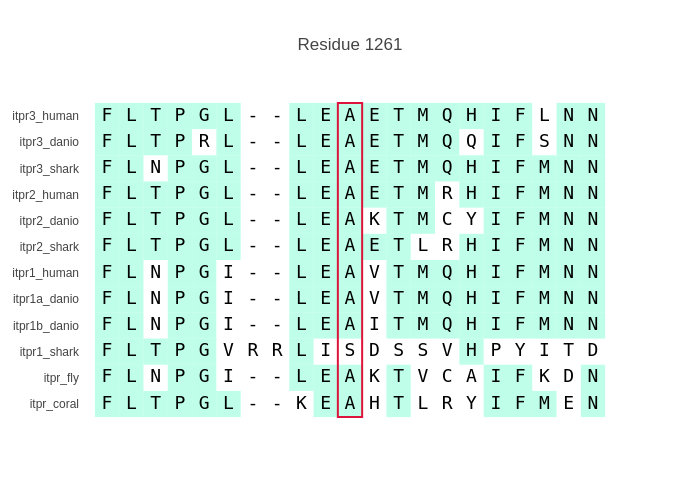 Residue 1261
itpr3_human F L T P G L - - L E A E T M Q H I F L N N
itpr3_danio F L T P R L - - L E A E T M Q Q I F S N N
itpr3_shark F L N P G L - - L E A E T M Q H I F M N N
itpr2_human F L T P G L - - L E A E T M R H I F M N N
itpr2_danio F L T P G L - - L E A K T M C Y I F M N N
itpr2_shark F L T P G L - - L E A E T L R H I F M N N
itpr1_human F L N P G I - - L E A V T M Q H I F M N N
itpr1a_danio F L N P G I - - L E A V T M Q H I F M N N
itpr1b_danio F L N P G I - - L E A I T M Q H I F M N N
itpr1_shark F L T P G V R R L I S D S S V H P Y I T D
itpr_fly F L N P G I - - L E A K T V C A I F K D N
itpr_coral F L T P G L - - K E A H T L R Y I F M E N